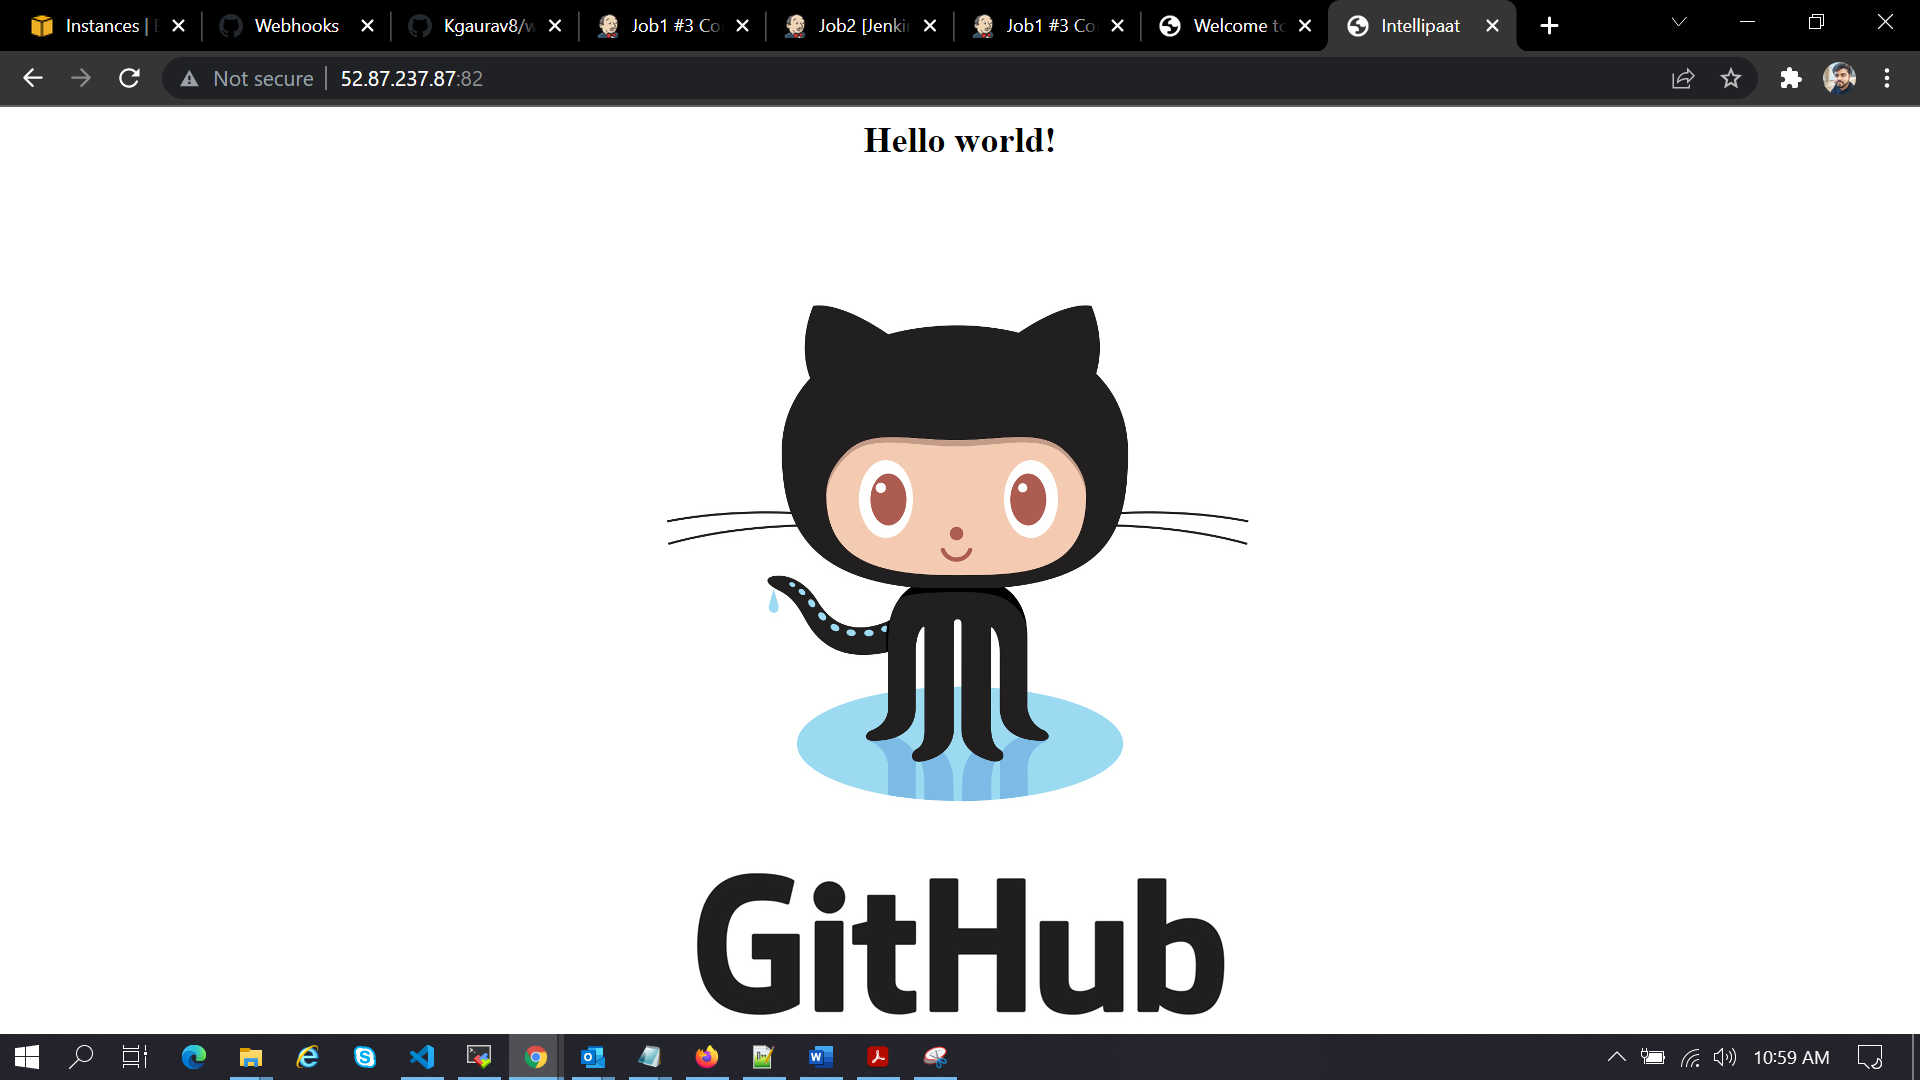 Instances |
Webhooks
Kgaurav8/w
Job1 #3 Co
Job2 [Jenki
Job1 #3 Co
Welcome to
Intellipaat
Not secure
52.87.237.87:82
Hello world!
GitHub
10:59 AM